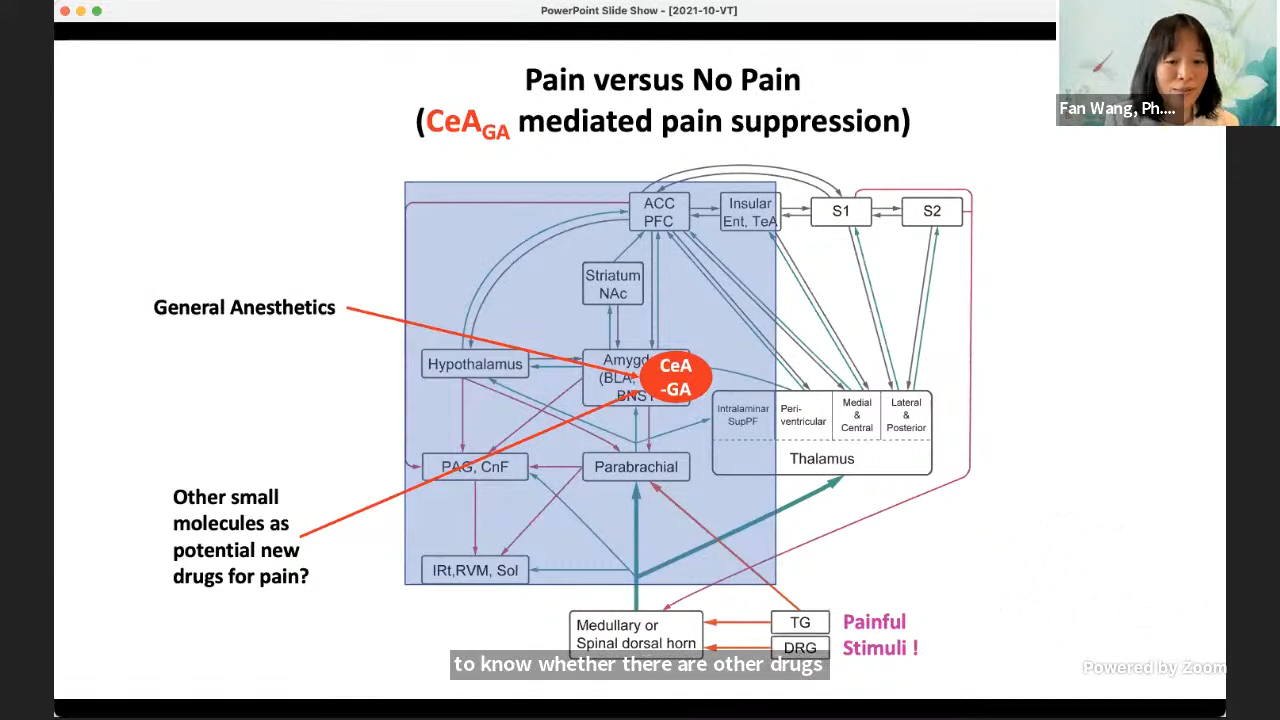 PowerPoint Slide Show - [2021-10-VT]
Fan Wang, Ph....
Pain versus No Pain
(CeAGA mediated pain suppression)
ACC
PFC
Insular
Ent, TeA
S1
S2
Striatum
NAc
General Anesthetics
Hypothalamus
(BLA,
CeA
-GA
Intralaminar
SupPF
Peri-
ventricular
Medial
&
Central
Lateral
&
Posterior
Thalamus
PAG, CnF
Parabrachial
Other small
molecules as
potential new
drugs for pain?
IRt,RVM, Sol
Medullary or
Spinal dorsal horn
TG
DRG
Painful
Stimuli !
to know whether there are other drugs
Powered by Zoom